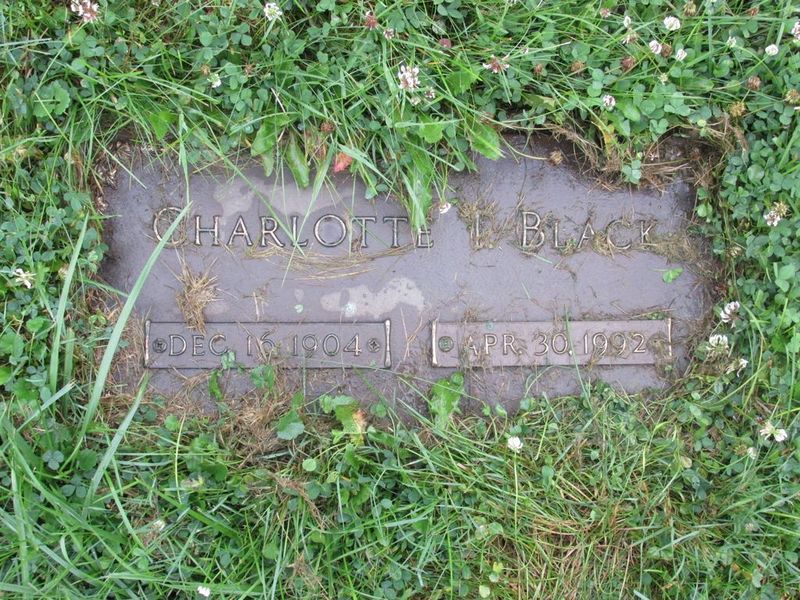 CHARLOTTE I. BLACK
DEC. 16, 1904 APR. 30, 1992